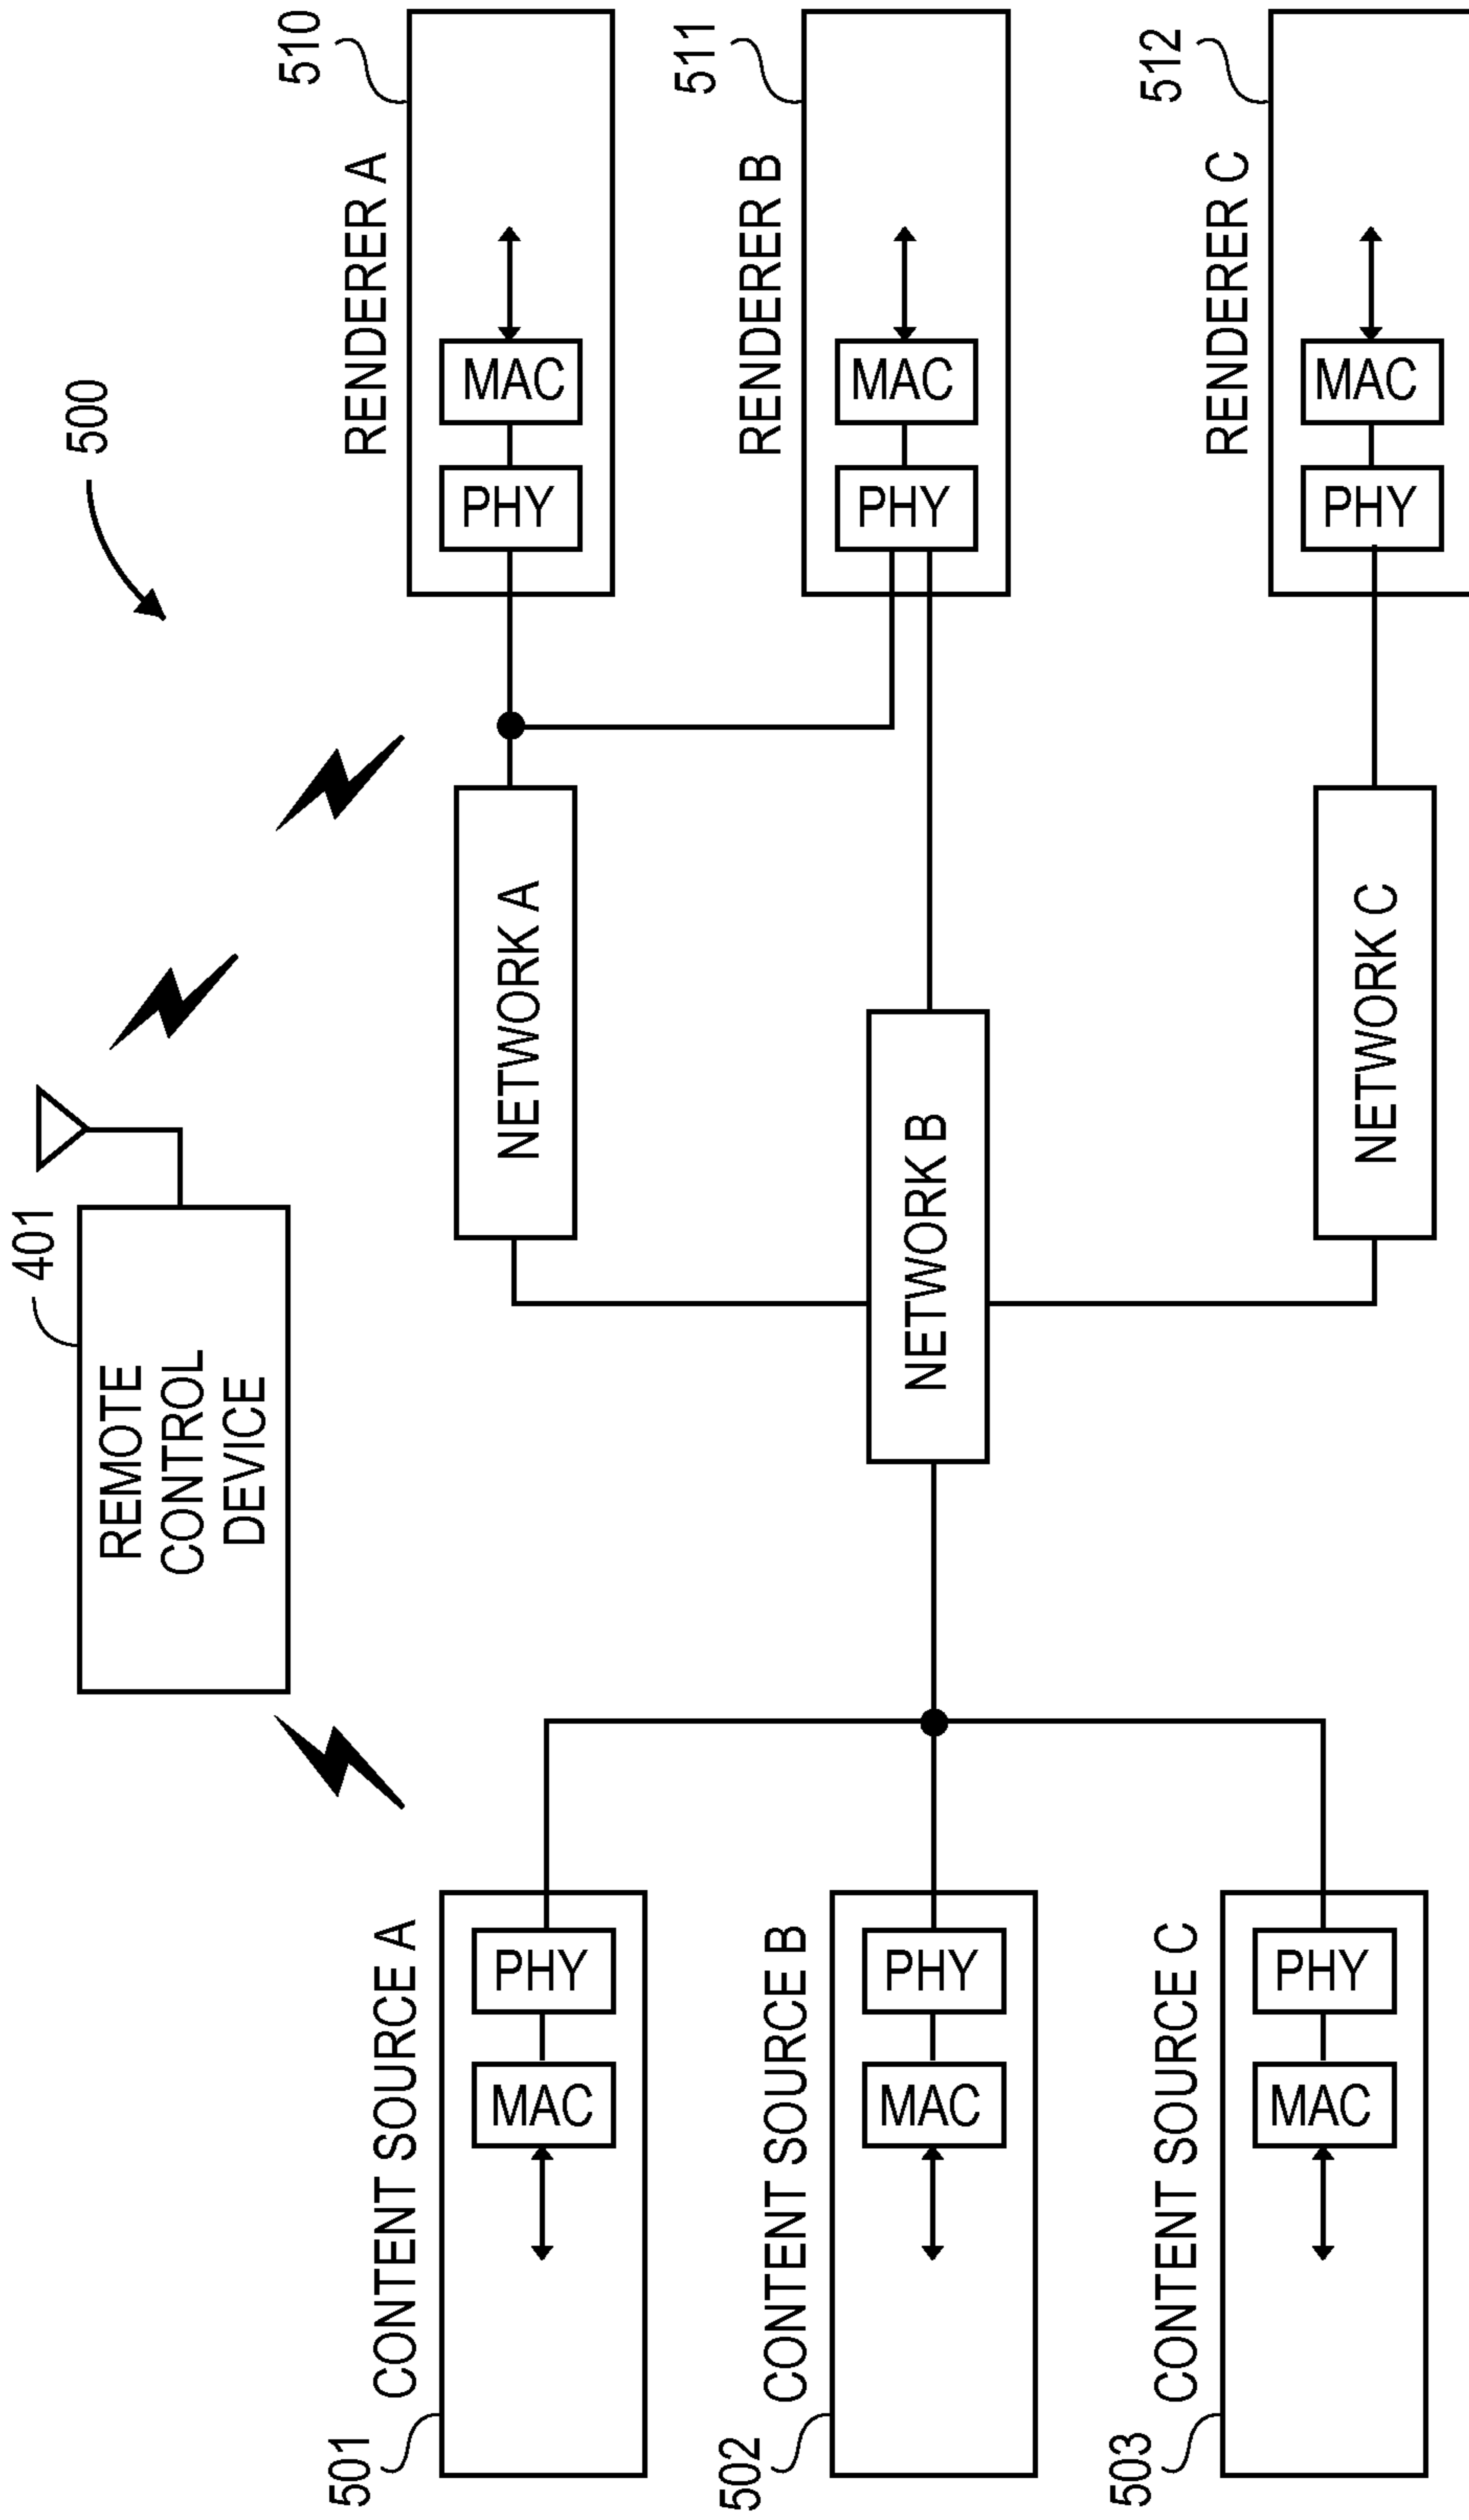 500
401
REMOTE
CONTROL
DEVICE
501
CONTENT SOURCE A
MAC
PHY
502
CONTENT SOURCE B
MAC
PHY
503
CONTENT SOURCE C
MAC
PHY
NETWORK A
NETWORK B
NETWORK C
RENDERER A
510
PHY
MAC
RENDERER B
511
PHY
MAC
RENDERER C
512
PHY
MAC